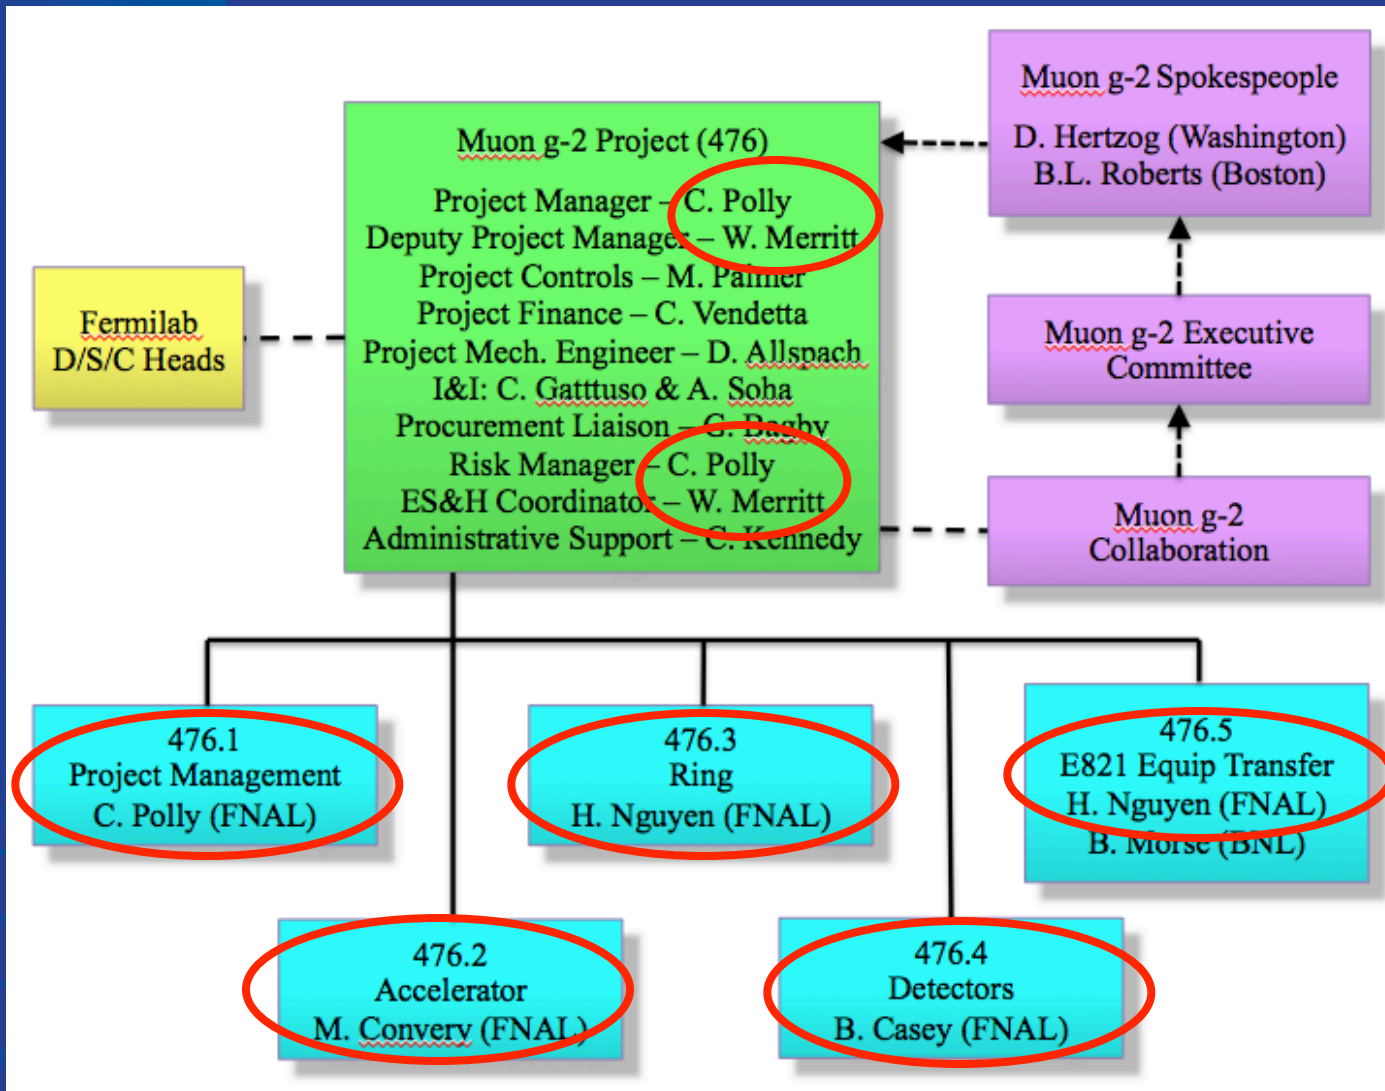 Muon g-2 Spokespeople
D. Hertzog (Washington)
B.L. Roberts (Boston)
Muon g-2 Project (476)
Project Manager – C. Polly
Deputy Project Manager – W. Merritt
Project Controls – M. Palmer
Project Finance – C. Vendetta
Project Mech. Engineer – D. Allspach
I&I: C. Gatttuso & A. Soha
Procurement Liaison – G. Bagby
Risk Manager – C. Polly
ES&H Coordinator – W. Merritt
Administrative Support – C. Kennedy
Fermilab
D/S/C Heads
Muon g-2 Executive
Committee
Muon g-2
Collaboration
476.1
Project Management
C. Polly (FNAL)
476.3
Ring
H. Nguyen (FNAL)
476.5
E821 Equip Transfer
H. Nguyen (FNAL)
B. Morse (BNL)
476.2
Accelerator
M. Convery (FNAL)
476.4
Detectors
B. Casey (FNAL)